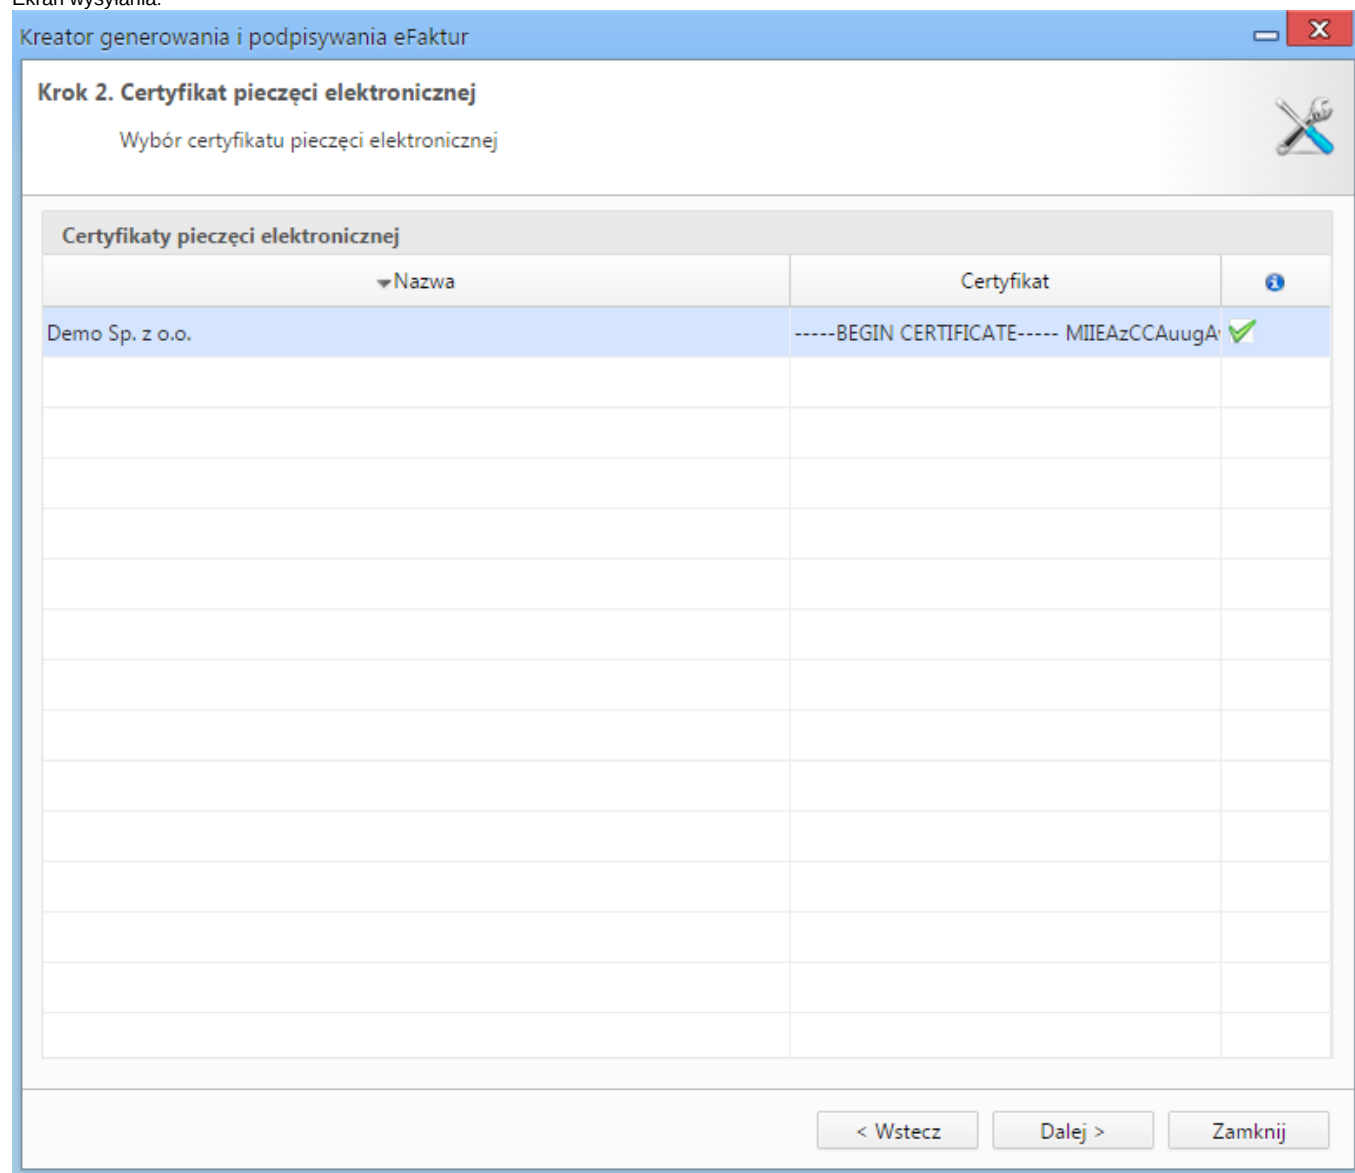 Ekran wysyłania.
Kreator generowania i podpisywania eFaktur
Krok 2. Certyfikat pieczęci elektronicznej
Wybór certyfikatu pieczęci elektronicznej
Certyfikaty pieczęci elektronicznej
Nazwa Certyfikat
Demo Sp. z o.o. -----BEGIN CERTIFICATE----- MIIEAzCCAuugA
< Wstecz Dalej > Zamknij